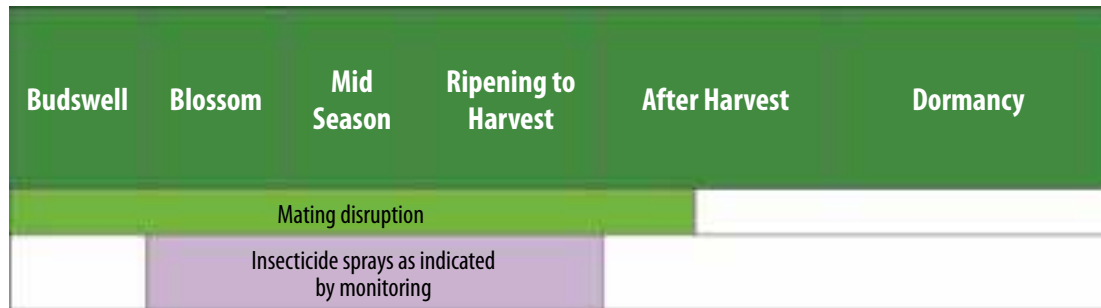 Budswell
Blossom
Mid
Season
Ripening to
Harvest
After Harvest
Dormancy
Mating disruption
Insecticide sprays as indicated
by monitoring